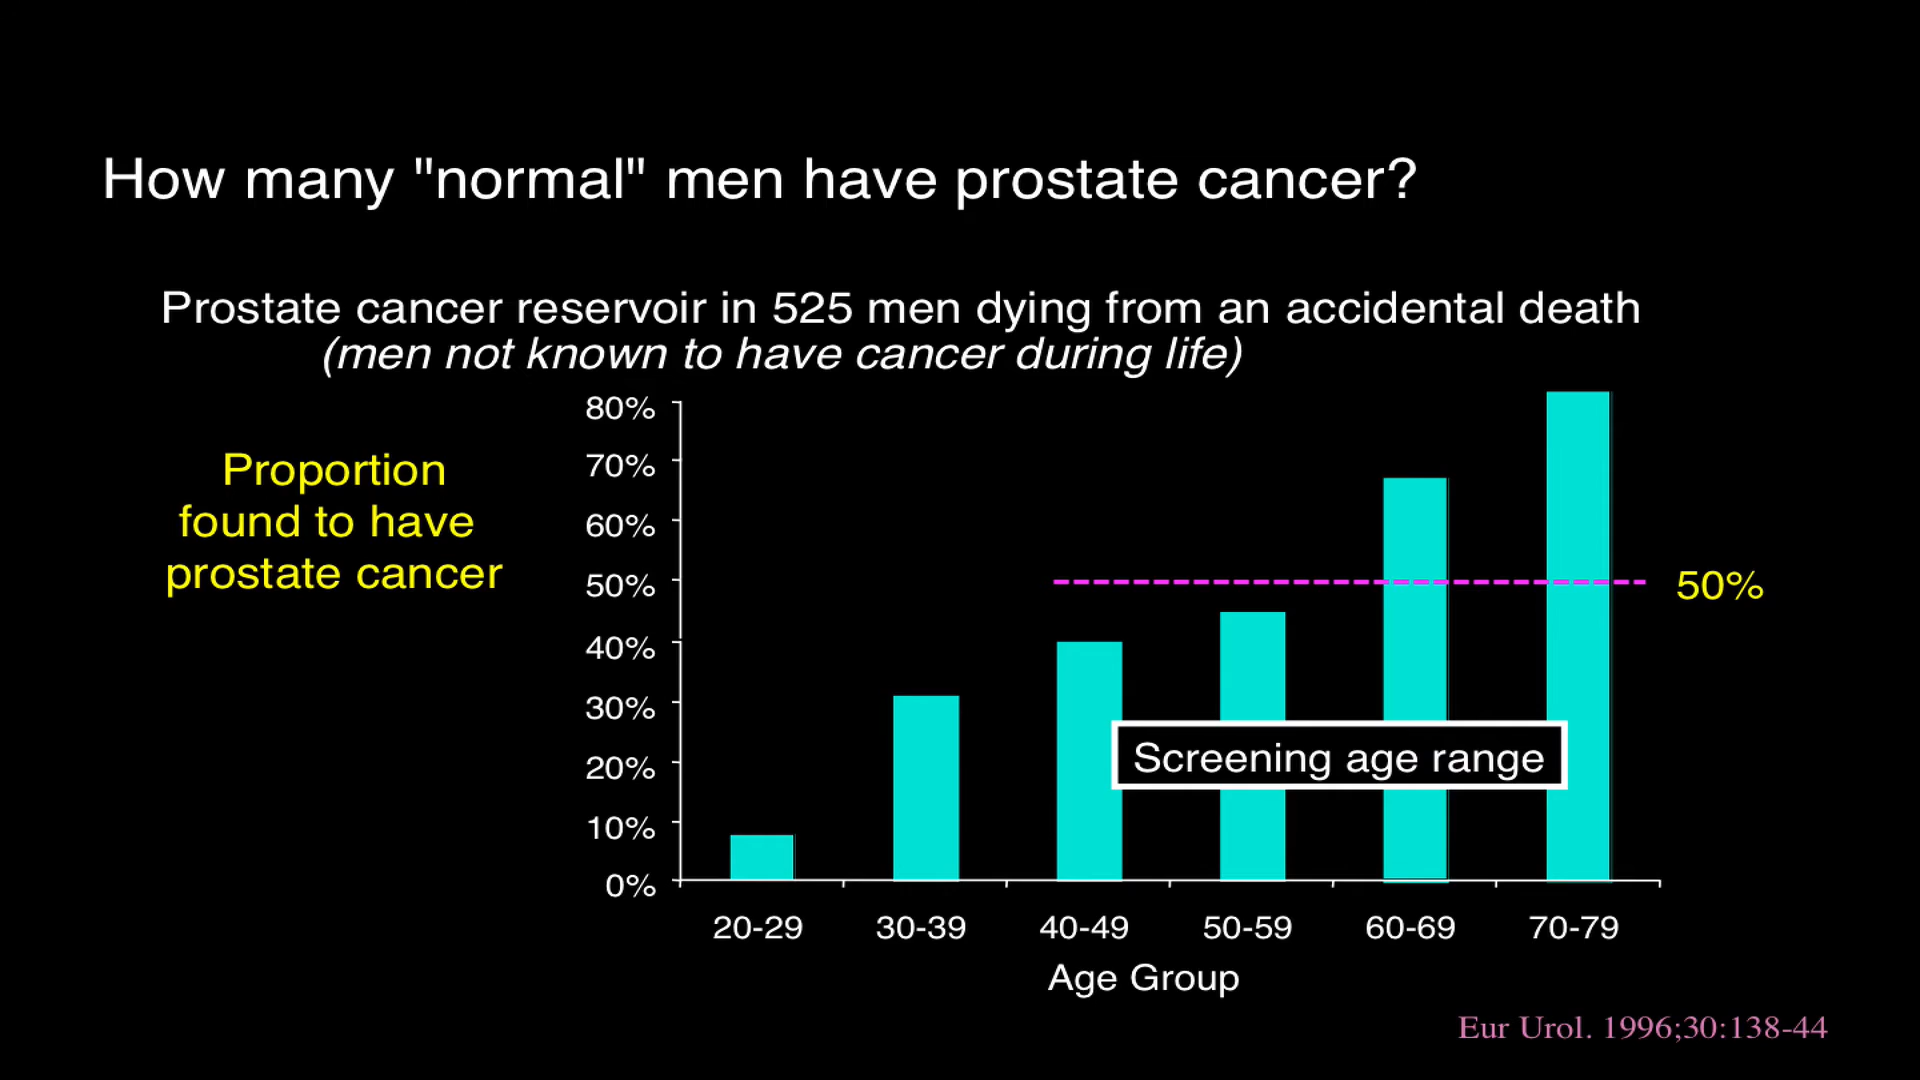 How many "normal" men have prostate cancer?
Prostate cancer reservoir in 525 men dying from an accidental death
(men not known to have cancer during life)
Proportion
found to have
prostate cancer
80%
70%
60%
50%
40%
30%
20%
10%
0%
50%
Screening age range
20-29 30-39 40-49 50-59 60-69 70-79
Age Group
Eur Urol. 1996;30:138-44